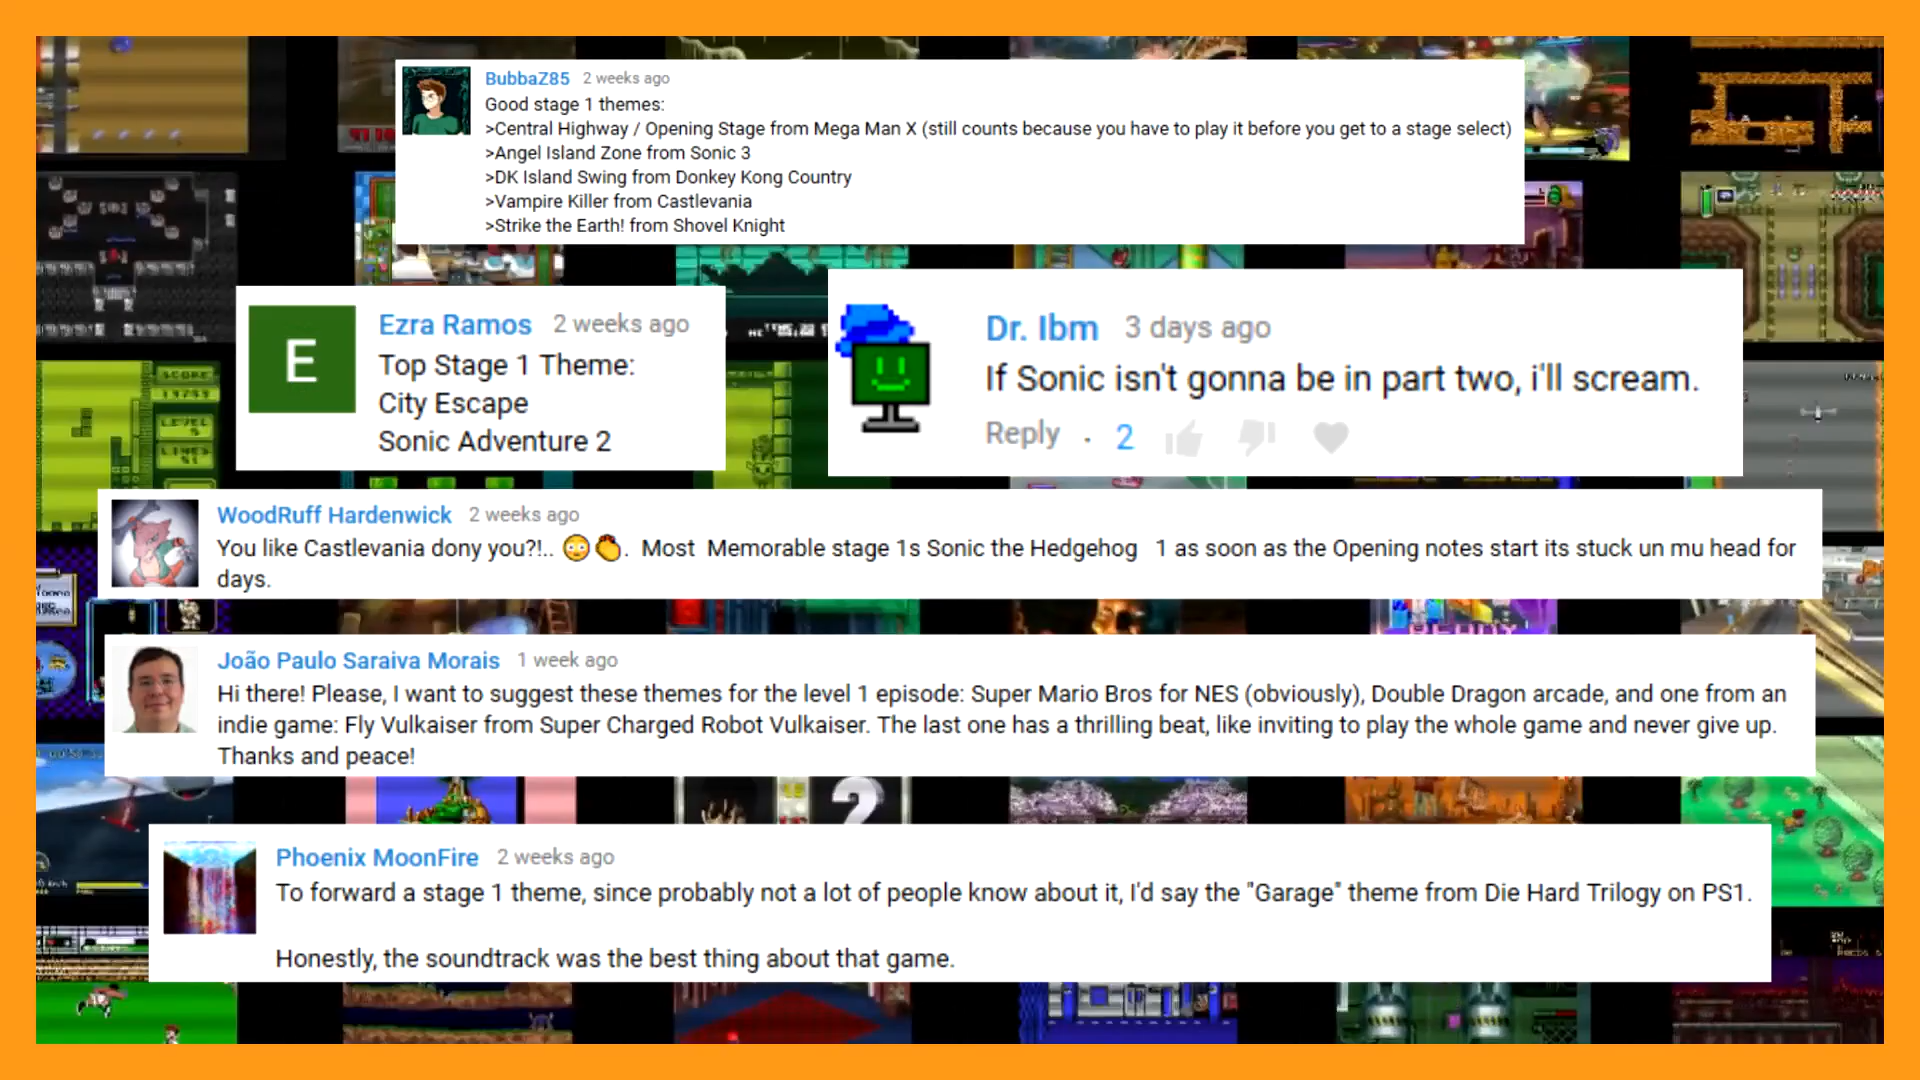 BubbaZ85 2 weeks ago
Good stage 1 themes:
>Central Highway / Opening Stage from Mega Man X (still counts because you have to play it before you get to a stage select)
>Angel Island Zone from Sonic 3
>DK Island Swing from Donkey Kong Country
>Vampire Killer from Castlevania
>Strike the Earth! from Shovel Knight
E
Ezra Ramos 2 weeks ago
Top Stage 1 Theme:
City Escape
Sonic Adventure 2
Dr. Ibm 3 days ago
If Sonic isn't gonna be in part two, i'll scream.
Reply . 2
SCORE
LEVEL
LINES
WoodRuff Hardenwick 2 weeks ago
You like Castlevania dony you?!.. 😳👏. Most Memorable stage 1s Sonic the Hedgehog 1 as soon as the Opening notes start its stuck un mu head for
days.
READY
João Paulo Saraiva Morais 1 week ago
Hi there! Please, I want to suggest these themes for the level 1 episode: Super Mario Bros for NES (obviously), Double Dragon arcade, and one from an
indie game: Fly Vulkaiser from Super Charged Robot Vulkaiser. The last one has a thrilling beat, like inviting to play the whole game and never give up.
Thanks and peace!
?
Phoenix MoonFire 2 weeks ago
To forward a stage 1 theme, since probably not a lot of people know about it, I'd say the "Garage" theme from Die Hard Trilogy on PS1.
Honestly, the soundtrack was the best thing about that game.